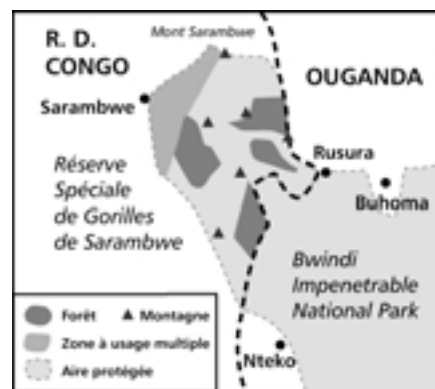 R. D.
CONGO
Mont Sarambwe
OUGANDA
Sarambwe
Rusura
Buhoma
Réserve
Spéciale
de Gorilles
de Sarambwe
Bwindi
Impenetrable
National Park
Nteko
Forêt
Montagne
Zone à usage multiple
Aire protégée